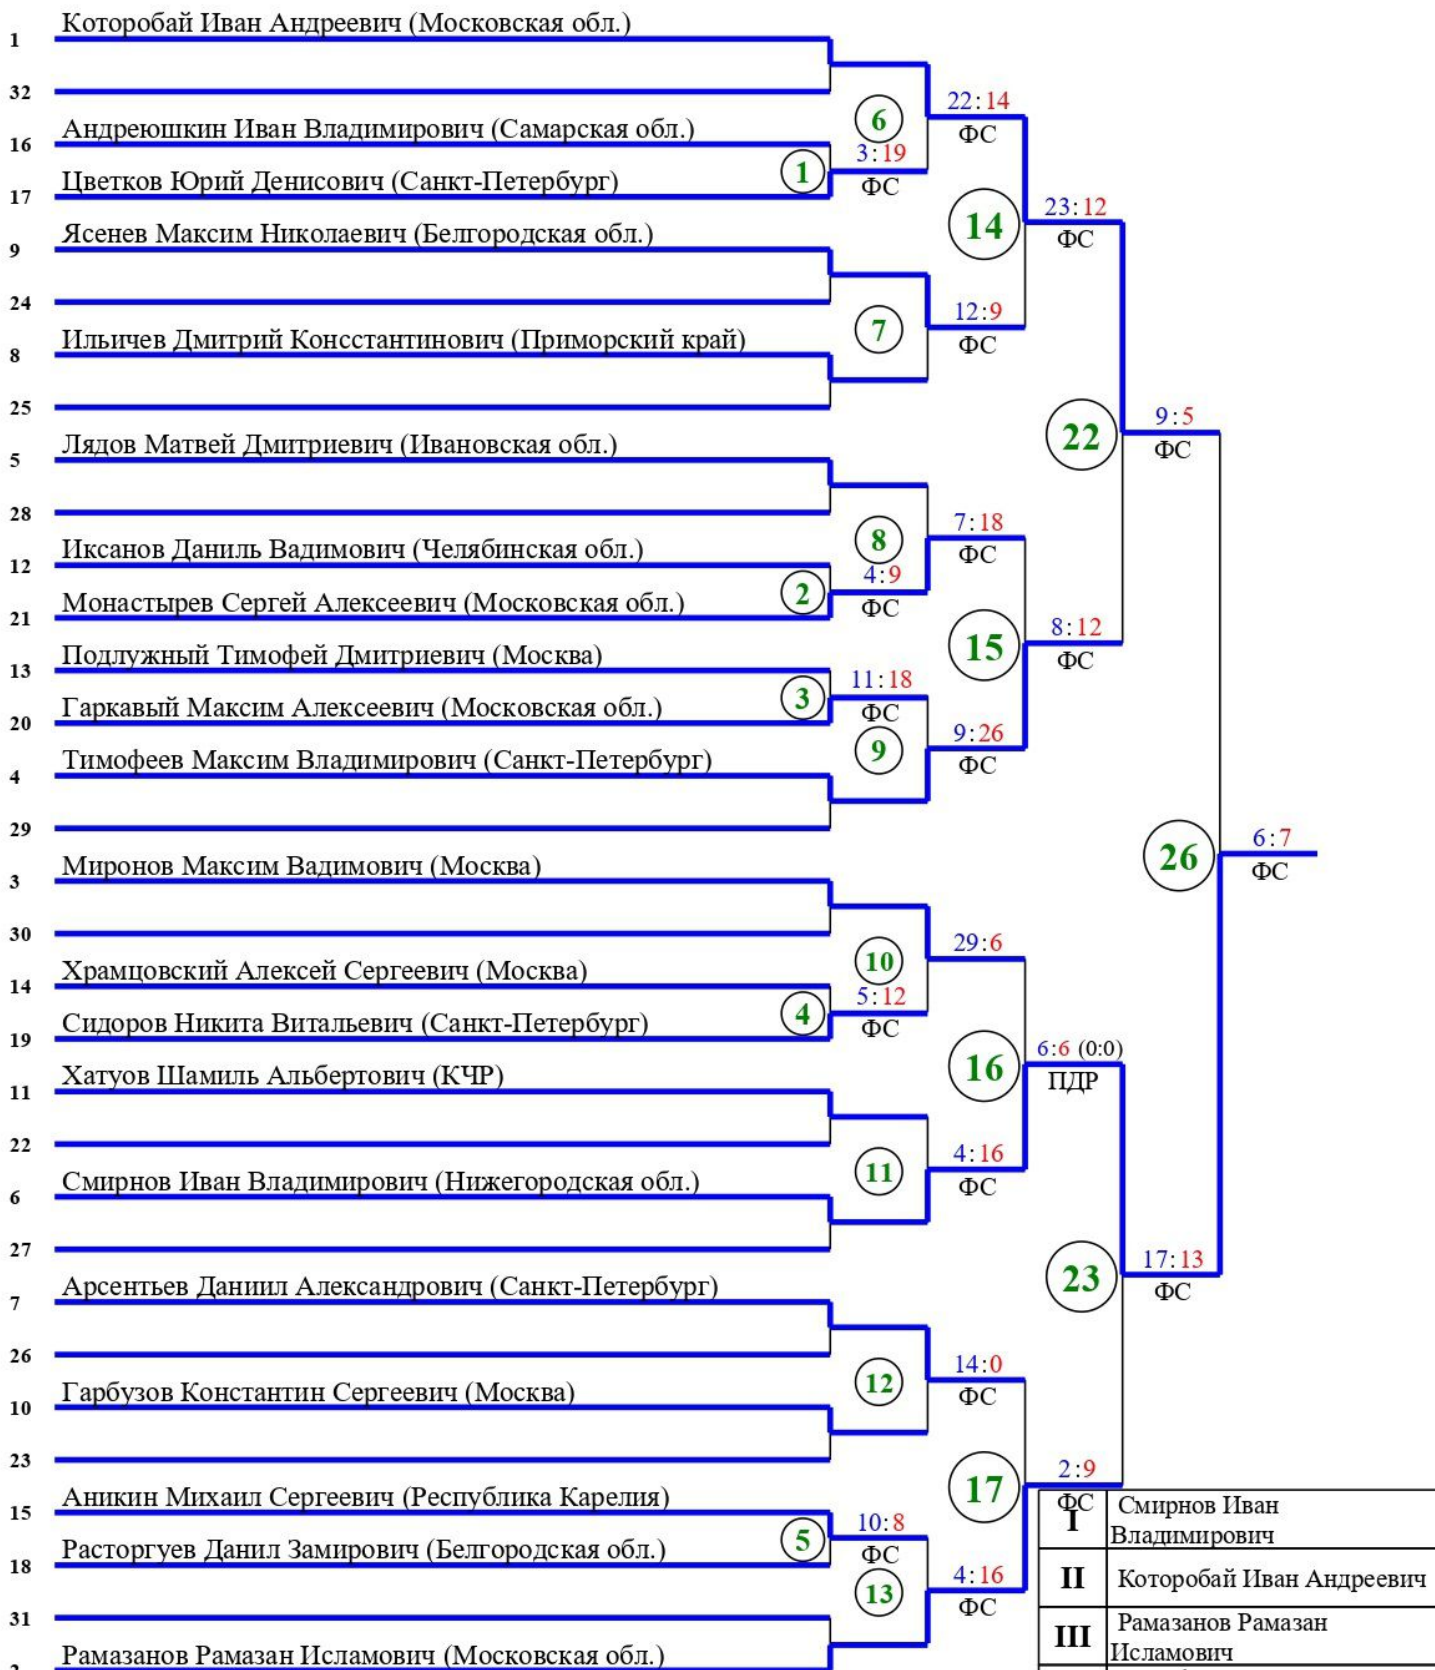 Которобай Иван Андреевич (Московская обл.)
1
32
6
22:14
ФС
Андреюшкин Иван Владимирович (Самарская обл.)
16
1
3:19
ФС
Цветков Юрий Денисович (Санкт-Петербург)
17
14
23:12
ФС
Ясенев Максим Николаевич (Белгородская обл.)
9
24
7
12:9
ФС
Ильичев Дмитрий Консстантинович (Приморский край)
8
25
22
9:5
ФС
Лядов Матвей Дмитриевич (Ивановская обл.)
5
28
8
7:18
ФС
Иксанов Даниль Вадимович (Челябинская обл.)
12
2
4:9
ФС
Монастырев Сергей Алексеевич (Московская обл.)
21
15
8:12
ФС
Подлужный Тимофей Дмитриевич (Москва)
13
3
11:18
ФС
Гаркавый Максим Алексеевич (Московская обл.)
20
9
9:26
ФС
Тимофеев Максим Владимирович (Санкт-Петербург)
4
29
26
6:7
ФС
Миронов Максим Вадимович (Москва)
3
30
10
29:6
Храмцовский Алексей Сергеевич (Москва)
14
4
5:12
ФС
Сидоров Никита Витальевич (Санкт-Петербург)
19
16
6:6 (0:0)
ПДР
Хатуов Шамиль Альбертович (КЧР)
11
22
11
4:16
ФС
Смирнов Иван Владимирович (Нижегородская обл.)
6
27
23
17:13
ФС
Арсентьев Даниил Александрович (Санкт-Петербург)
7
26
12
14:0
ФС
Гарбузов Константин Сергеевич (Москва)
10
23
17
2:9
ФС
Аникин Михаил Сергеевич (Республика Карелия)
15
5
10:8
ФС
Расторгуев Данил Замирович (Белгородская обл.)
18
13
4:16
ФС
31
Рамазанов Рамазан Исламович (Московская обл.)
2
I
Смирнов Иван
Владимирович
II
Которобай Иван Андреевич
III
Рамазанов Рамазан
Исламович